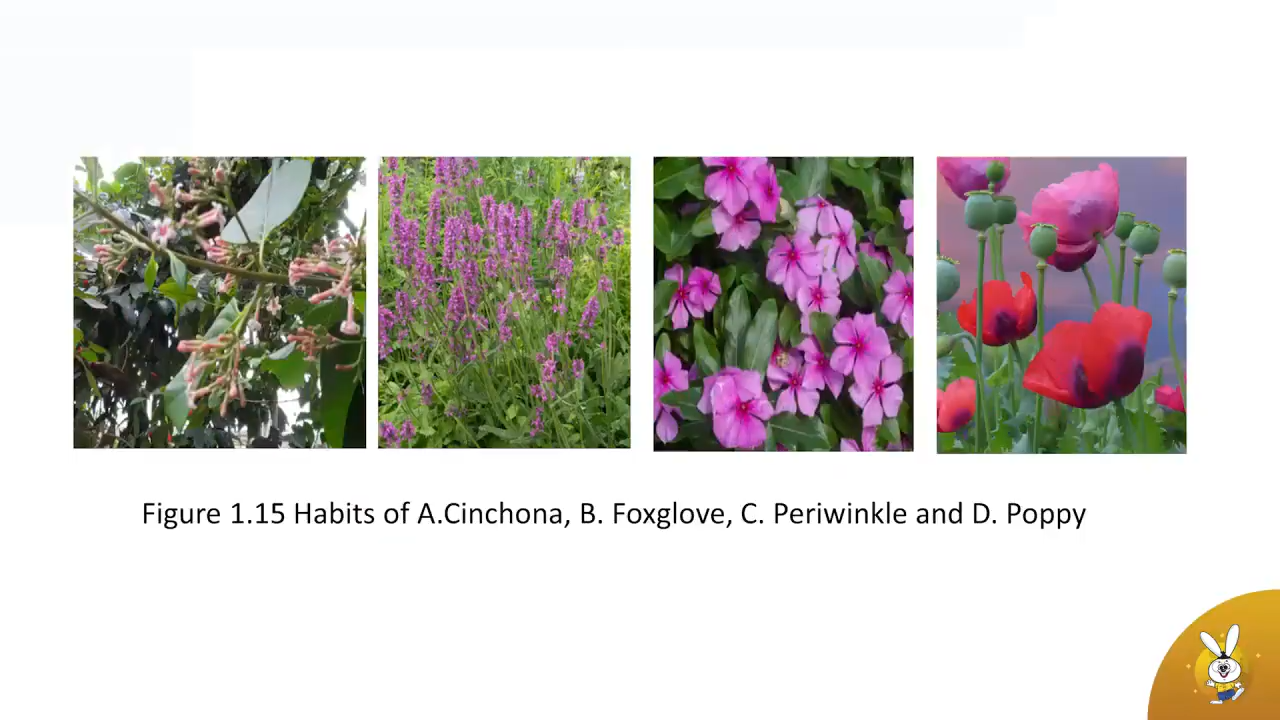 Figure 1.15 Habits of A.Cinchona, B. Foxglove, C. Periwinkle and D. Poppy